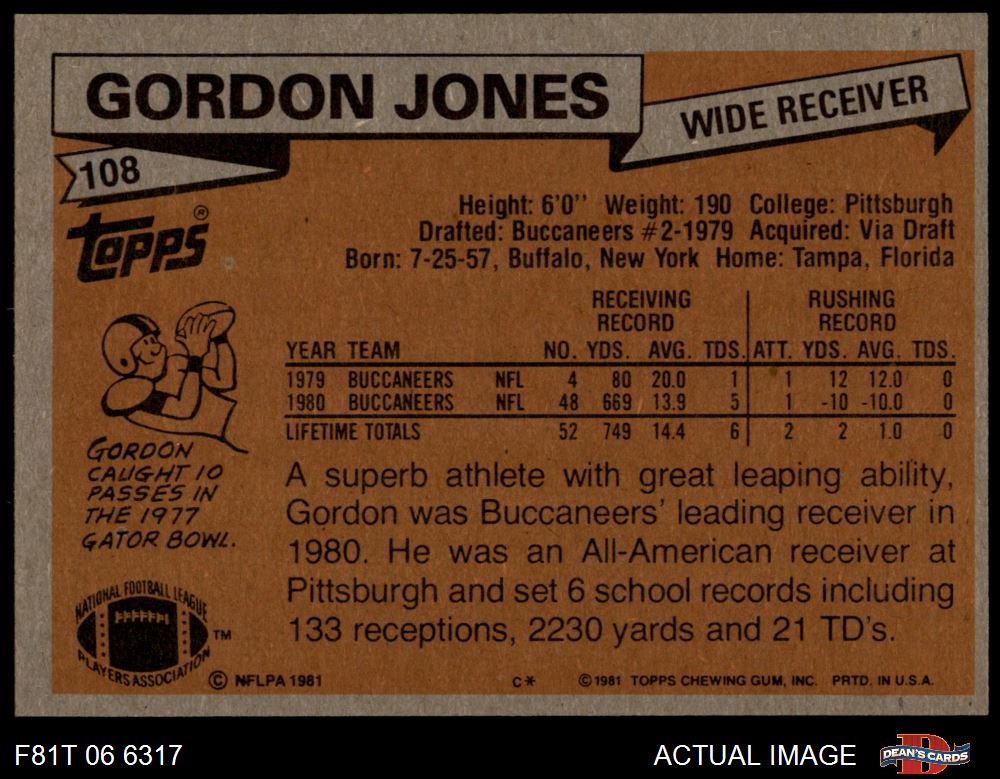 GORDON JONES
WIDE RECEIVER
108
TOPPS®
Height: 6'0'' Weight: 190 College: Pittsburgh
Drafted: Buccaneers #2-1979 Acquired: Via Draft
Born: 7-25-57, Buffalo, New York Home: Tampa, Florida
RECEIVING RUSHING
RECORD RECORD
YEAR TEAM NO. YDS. AVG. TDS. ATT. YDS. AVG. TDS.
1979 BUCCANEERS NFL 4 80 20.0 1 1 12 12.0 0
1980 BUCCANEERS NFL 48 669 13.9 5 1 -10 -10.0 0
LIFETIME TOTALS 52 749 14.4 6 2 2 1.0 0
GORDON
CAUGHT 10
PASSES IN
THE 1977
GATOR BOWL.
A superb athlete with great leaping ability,
Gordon was Buccaneers' leading receiver in
1980. He was an All-American receiver at
Pittsburgh and set 6 school records including
133 receptions, 2230 yards and 21 TD's.
NATIONAL FOOTBALL LEAGUE
PLAYERS ASSOCIATION TM
© NFLPA 1981 C* ©1981 TOPPS CHEWING GUM, INC. PRTD. IN U.S.A.
F81T 06 6317 ACTUAL IMAGE DEAN'S CARDS